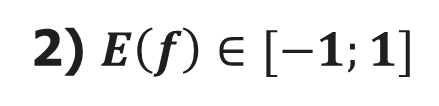 2) E(f) ∈ [−1; 1]